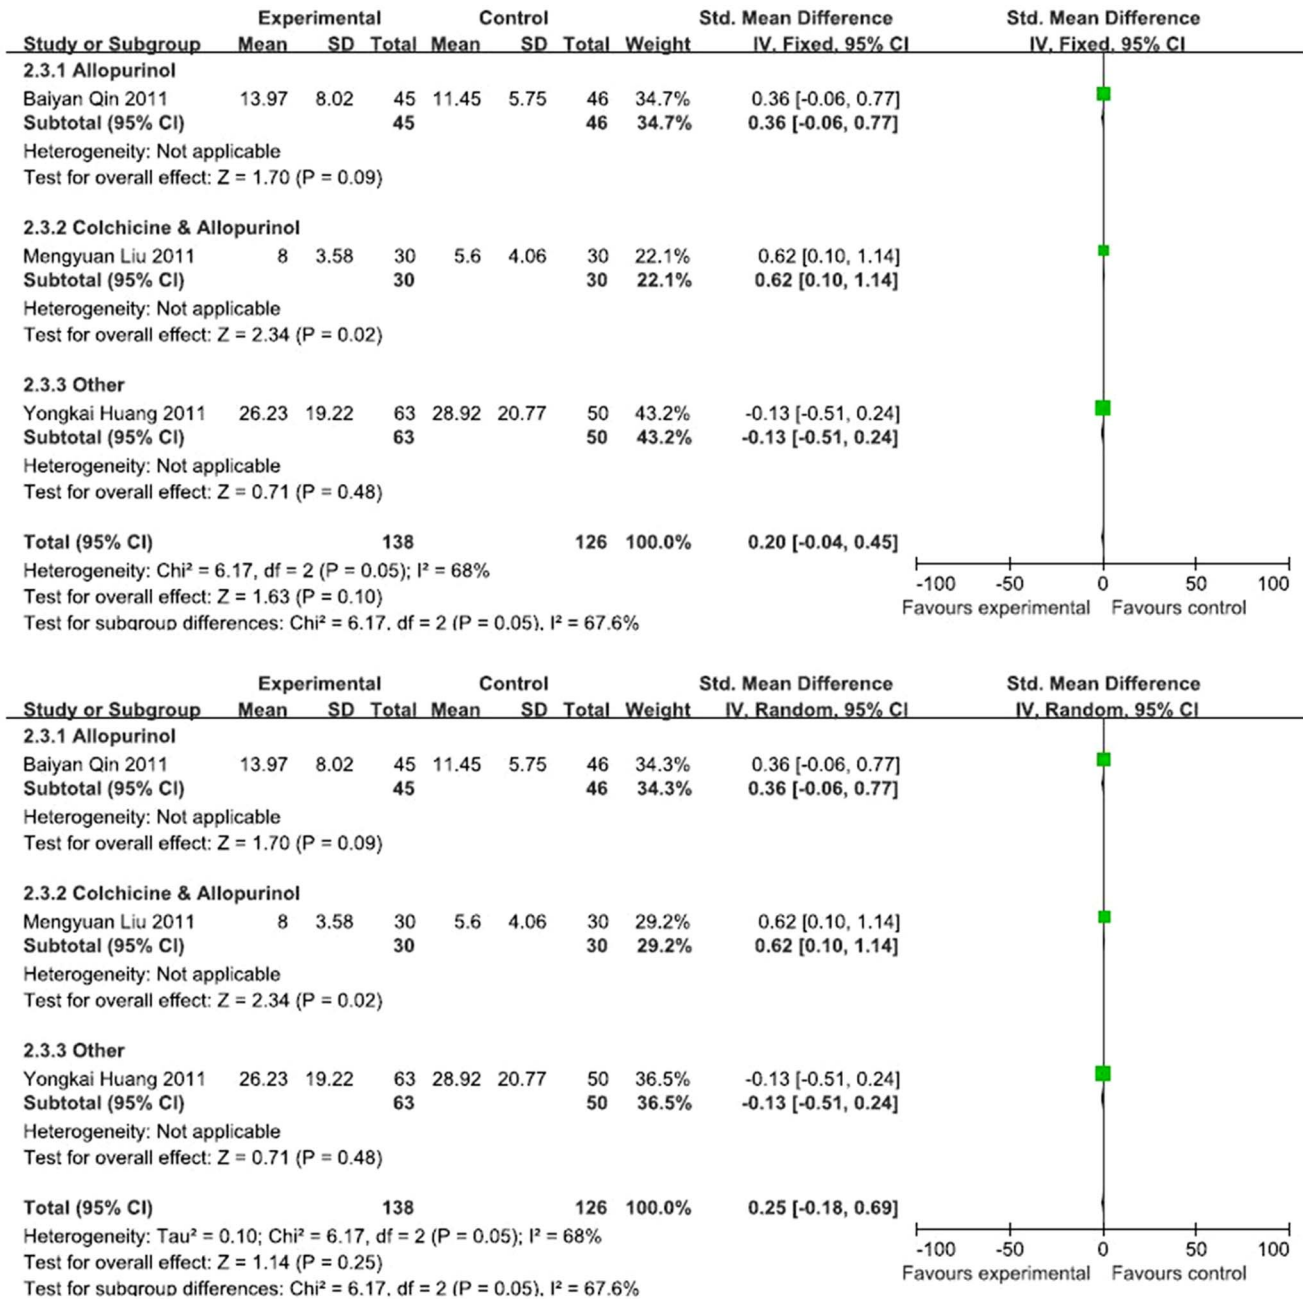 Experimental Control Std. Mean Difference Std. Mean Difference
Study or Subgroup Mean SD Total Mean SD Total Weight IV, Fixed, 95% CI IV, Fixed, 95% CI
2.3.1 Allopurinol
Baiyan Qin 2011 13.97 8.02 45 11.45 5.75 46 34.7% 0.36 [-0.06, 0.77]
Subtotal (95% CI) 45 46 34.7% 0.36 [-0.06, 0.77]
Heterogeneity: Not applicable
Test for overall effect: Z = 1.70 (P = 0.09)
2.3.2 Colchicine & Allopurinol
Mengyuan Liu 2011 8 3.58 30 5.6 4.06 30 22.1% 0.62 [0.10, 1.14]
Subtotal (95% CI) 30 30 22.1% 0.62 [0.10, 1.14]
Heterogeneity: Not applicable
Test for overall effect: Z = 2.34 (P = 0.02)
2.3.3 Other
Yongkai Huang 2011 26.23 19.22 63 28.92 20.77 50 43.2% -0.13 [-0.51, 0.24]
Subtotal (95% CI) 63 50 43.2% -0.13 [-0.51, 0.24]
Heterogeneity: Not applicable
Test for overall effect: Z = 0.71 (P = 0.48)
Total (95% CI) 138 126 100.0% 0.20 [-0.04, 0.45]
Heterogeneity: Chi² = 6.17, df = 2 (P = 0.05); I² = 68%
Test for overall effect: Z = 1.63 (P = 0.10)
Test for subgroup differences: Chi² = 6.17, df = 2 (P = 0.05), I² = 67.6%
-100 -50 0 50 100
Favours experimental Favours control
Experimental Control Std. Mean Difference Std. Mean Difference
Study or Subgroup Mean SD Total Mean SD Total Weight IV, Random, 95% CI IV, Random, 95% CI
2.3.1 Allopurinol
Baiyan Qin 2011 13.97 8.02 45 11.45 5.75 46 34.3% 0.36 [-0.06, 0.77]
Subtotal (95% CI) 45 46 34.3% 0.36 [-0.06, 0.77]
Heterogeneity: Not applicable
Test for overall effect: Z = 1.70 (P = 0.09)
2.3.2 Colchicine & Allopurinol
Mengyuan Liu 2011 8 3.58 30 5.6 4.06 30 29.2% 0.62 [0.10, 1.14]
Subtotal (95% CI) 30 30 29.2% 0.62 [0.10, 1.14]
Heterogeneity: Not applicable
Test for overall effect: Z = 2.34 (P = 0.02)
2.3.3 Other
Yongkai Huang 2011 26.23 19.22 63 28.92 20.77 50 36.5% -0.13 [-0.51, 0.24]
Subtotal (95% CI) 63 50 36.5% -0.13 [-0.51, 0.24]
Heterogeneity: Not applicable
Test for overall effect: Z = 0.71 (P = 0.48)
Total (95% CI) 138 126 100.0% 0.25 [-0.18, 0.69]
Heterogeneity: Tau² = 0.10; Chi² = 6.17, df = 2 (P = 0.05); I² = 68%
Test for overall effect: Z = 1.14 (P = 0.25)
Test for subgroup differences: Chi² = 6.17, df = 2 (P = 0.05), I² = 67.6%
-100 -50 0 50 100
Favours experimental Favours control